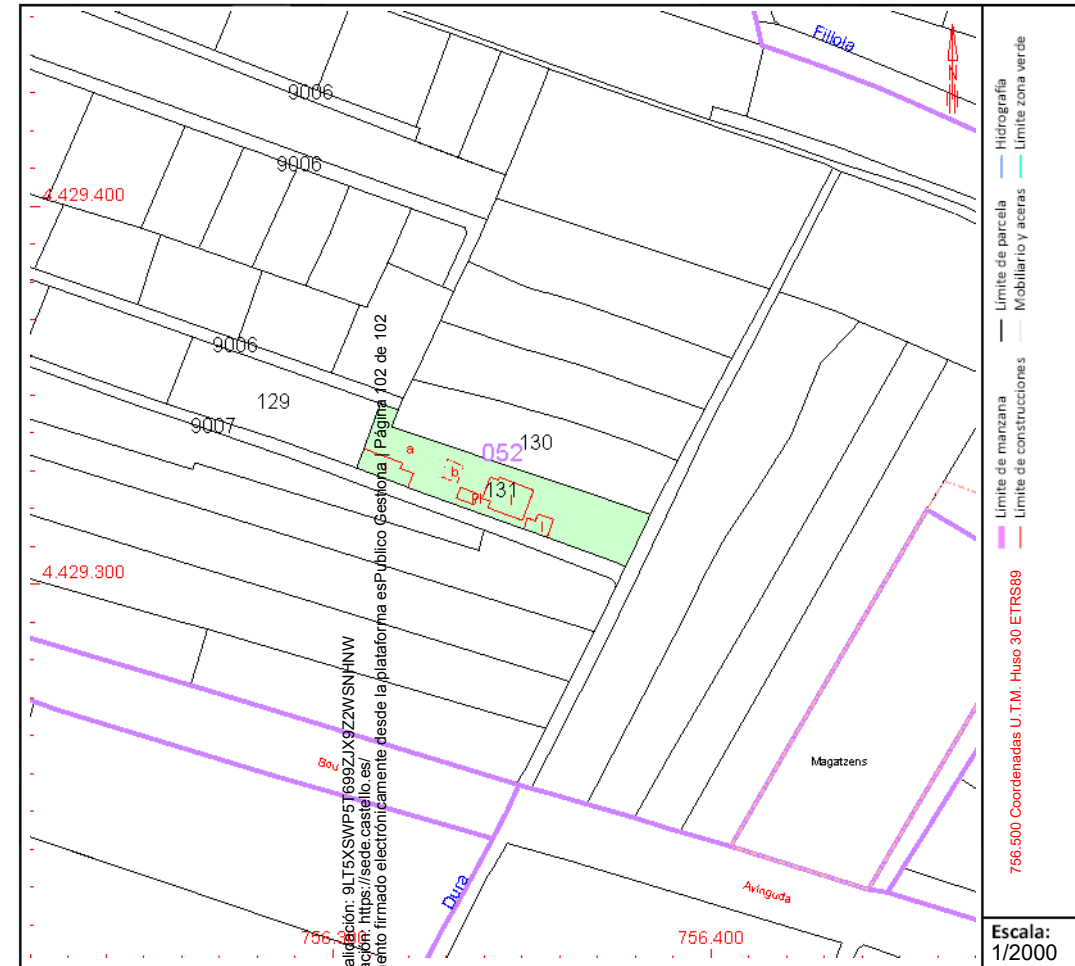 Fillola
9006
9006
4.429.400
9006
129
9007
130
052
a
b
131
pl
I
I
4.429.300
Bou
Dura
Magatzens
Avinguda
756.400
alidación: 9LT5XSWP5T699ZJX9Z2WSNHNW
ación: https://sede.castello.es/
mento firmado electrónicamente desde la plataforma esPublico Gestiona | Página 102 de 102
Hidrografía
Límite zona verde
Límite de parcela
Mobiliario y aceras
Límite de manzana
Límite de construcciones
756.500 Coordenadas U.T.M. Huso 30 ETRS89
Escala:
1/2000